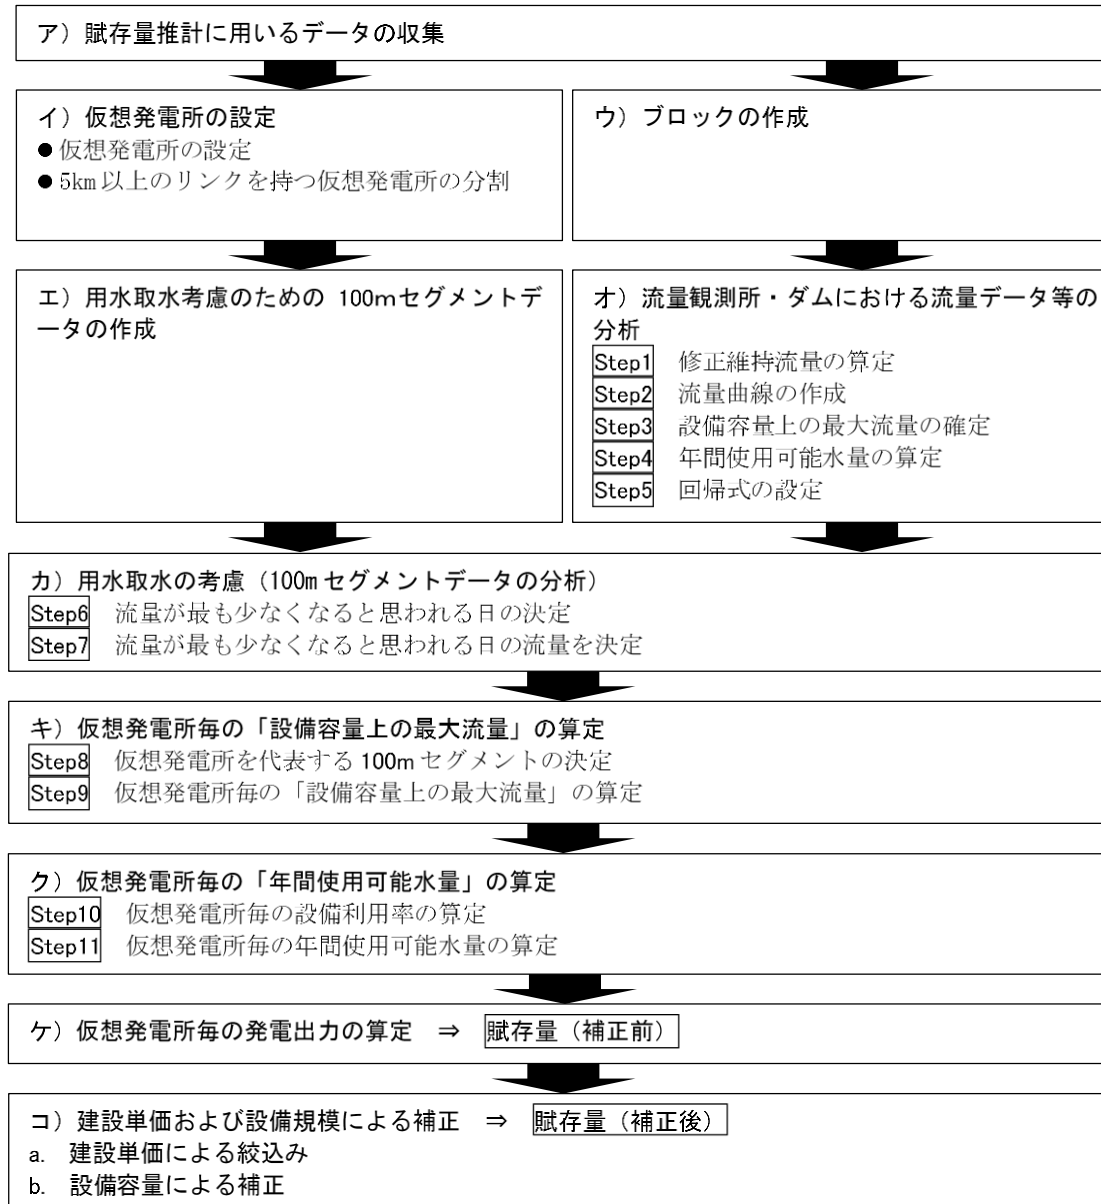 ア）賦存量推計に用いるデータの収集
イ）仮想発電所の設定
●仮想発電所の設定
●5km以上のリンクを持つ仮想発電所の分割
ウ）ブロックの作成
エ）用水取水考慮のための 100mセグメントデ
ータの作成
オ）流量観測所・ダムにおける流量データ等の
分析
Step1 修正維持流量の算定
Step2 流量曲線の作成
Step3 設備容量上の最大流量の確定
Step4 年間使用可能水量の算定
Step5 回帰式の設定
カ）用水取水の考慮（100mセグメントデータの分析）
Step6 流量が最も少なくなると思われる日の決定
Step7 流量が最も少なくなると思われる日の流量を決定
キ）仮想発電所毎の「設備容量上の最大流量」の算定
Step8 仮想発電所を代表する100mセグメントの決定
Step9 仮想発電所毎の「設備容量上の最大流量」の算定
ク）仮想発電所毎の「年間使用可能水量」の算定
Step10 仮想発電所毎の設備利用率の算定
Step11 仮想発電所毎の年間使用可能水量の算定
ケ）仮想発電所毎の発電出力の算定 ⇒ 賦存量（補正前）
コ）建設単価および設備規模による補正 ⇒ 賦存量（補正後）
a. 建設単価による絞込み
b. 設備容量による補正